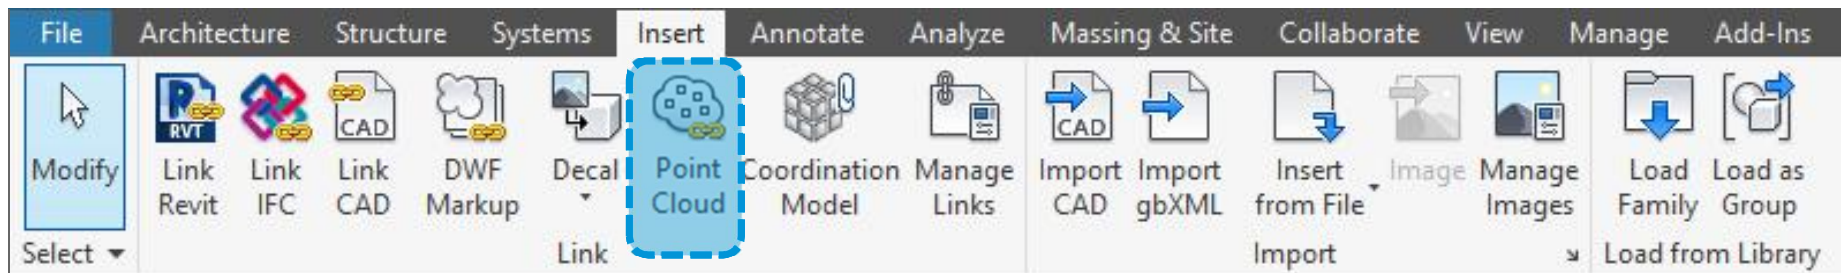 File Architecture Structure Systems Insert Annotate Analyze Massing & Site Collaborate View Manage Add-Ins
RVT CAD CAD
Modify Link Link Link DWF Decal Point Coordination Manage Import Import Insert Image Manage Load Load as
Revit IFC CAD Markup Cloud Model Links CAD gbXML from File Images Family Group
Select Link Import Load from Library